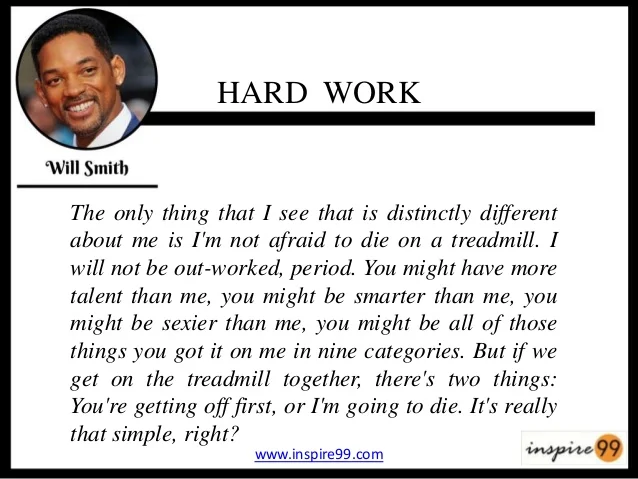 HARD WORK
Will Smith
The only thing that I see that is distinctly different
about me is I'm not afraid to die on a treadmill. I
will not be out-worked, period. You might have more
talent than me, you might be smarter than me, you
might be sexier than me, you might be all of those
things you got it on me in nine categories. But if we
get on the treadmill together, there's two things:
You're getting off first, or I'm going to die. It's really
that simple, right?
www.inspire99.com
inspire99